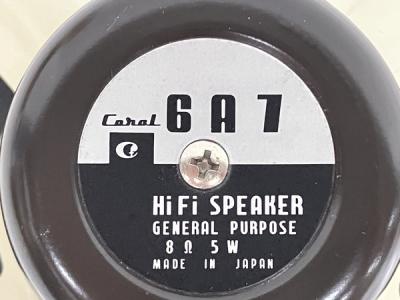 Coral 6A7
HiFi SPEAKER
GENERAL PURPOSE
8Ω 5W
MADE IN JAPAN